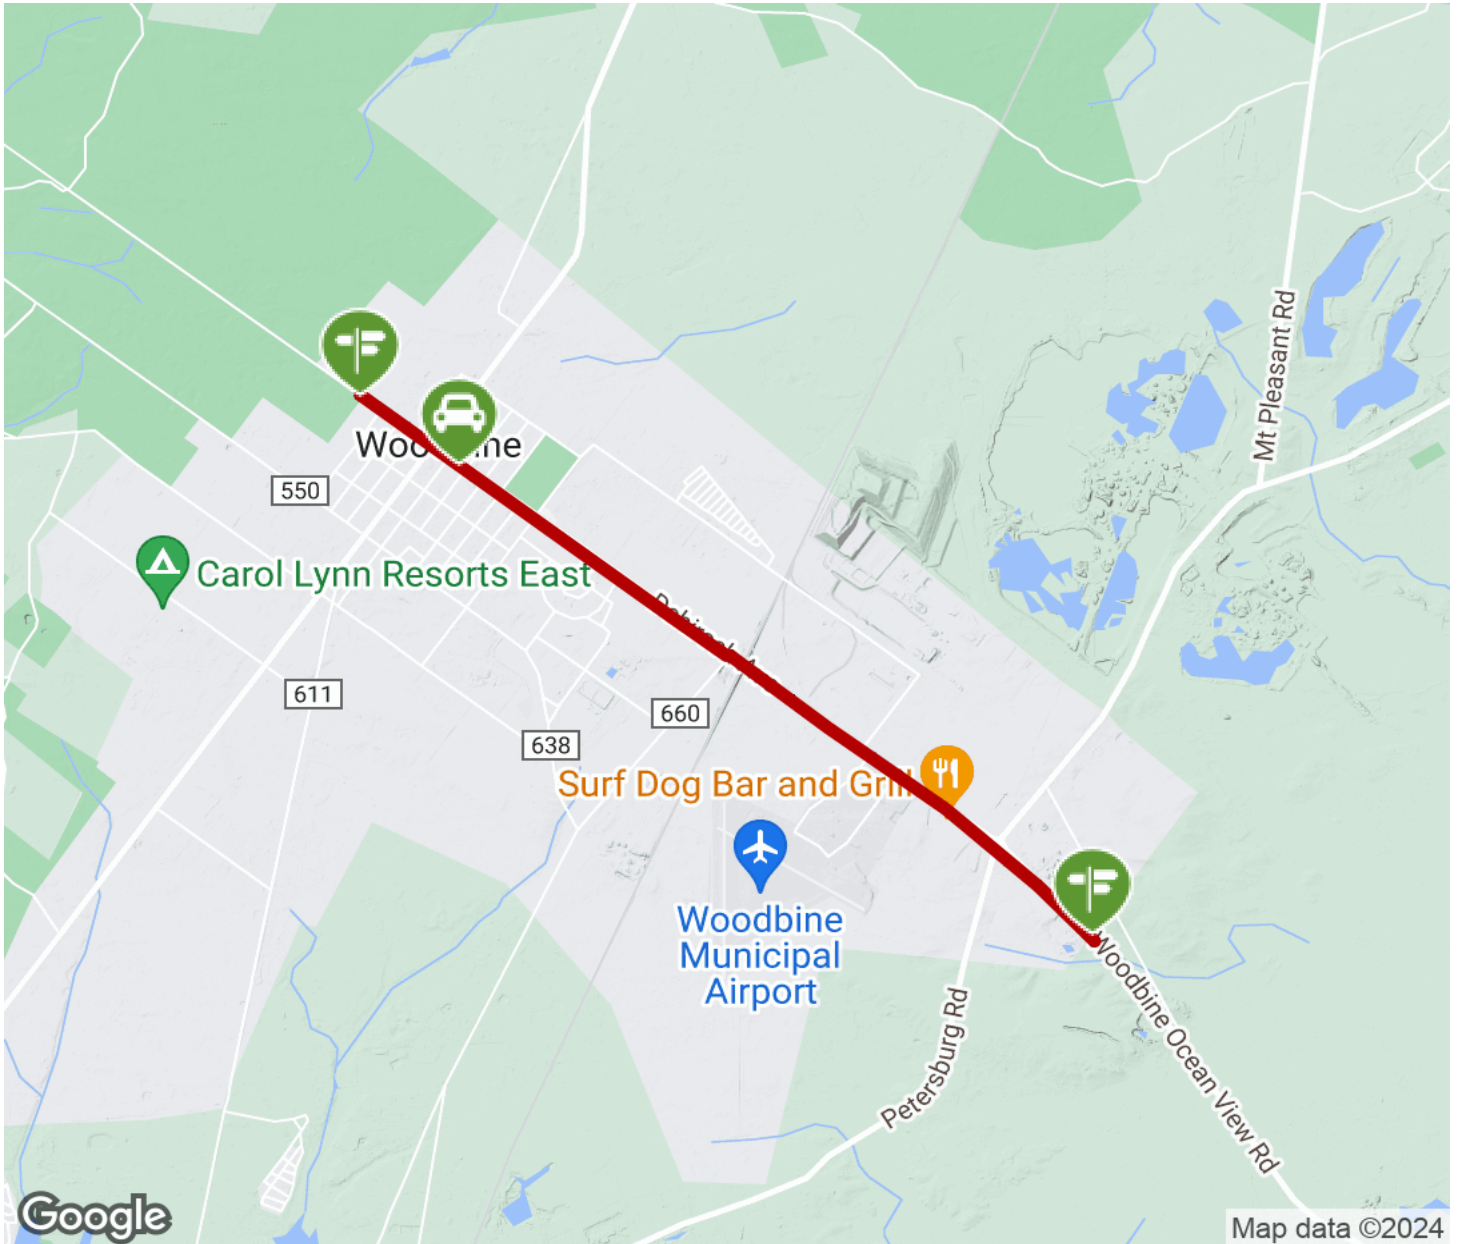 Mt Pleasant Rd
550
Carol Lynn Resorts East
611
660
638
Surf Dog Bar and Grill
Woodbine
Municipal
Airport
Woodbine Ocean View Rd
Petersburg Rd
Google
Map data ©2024